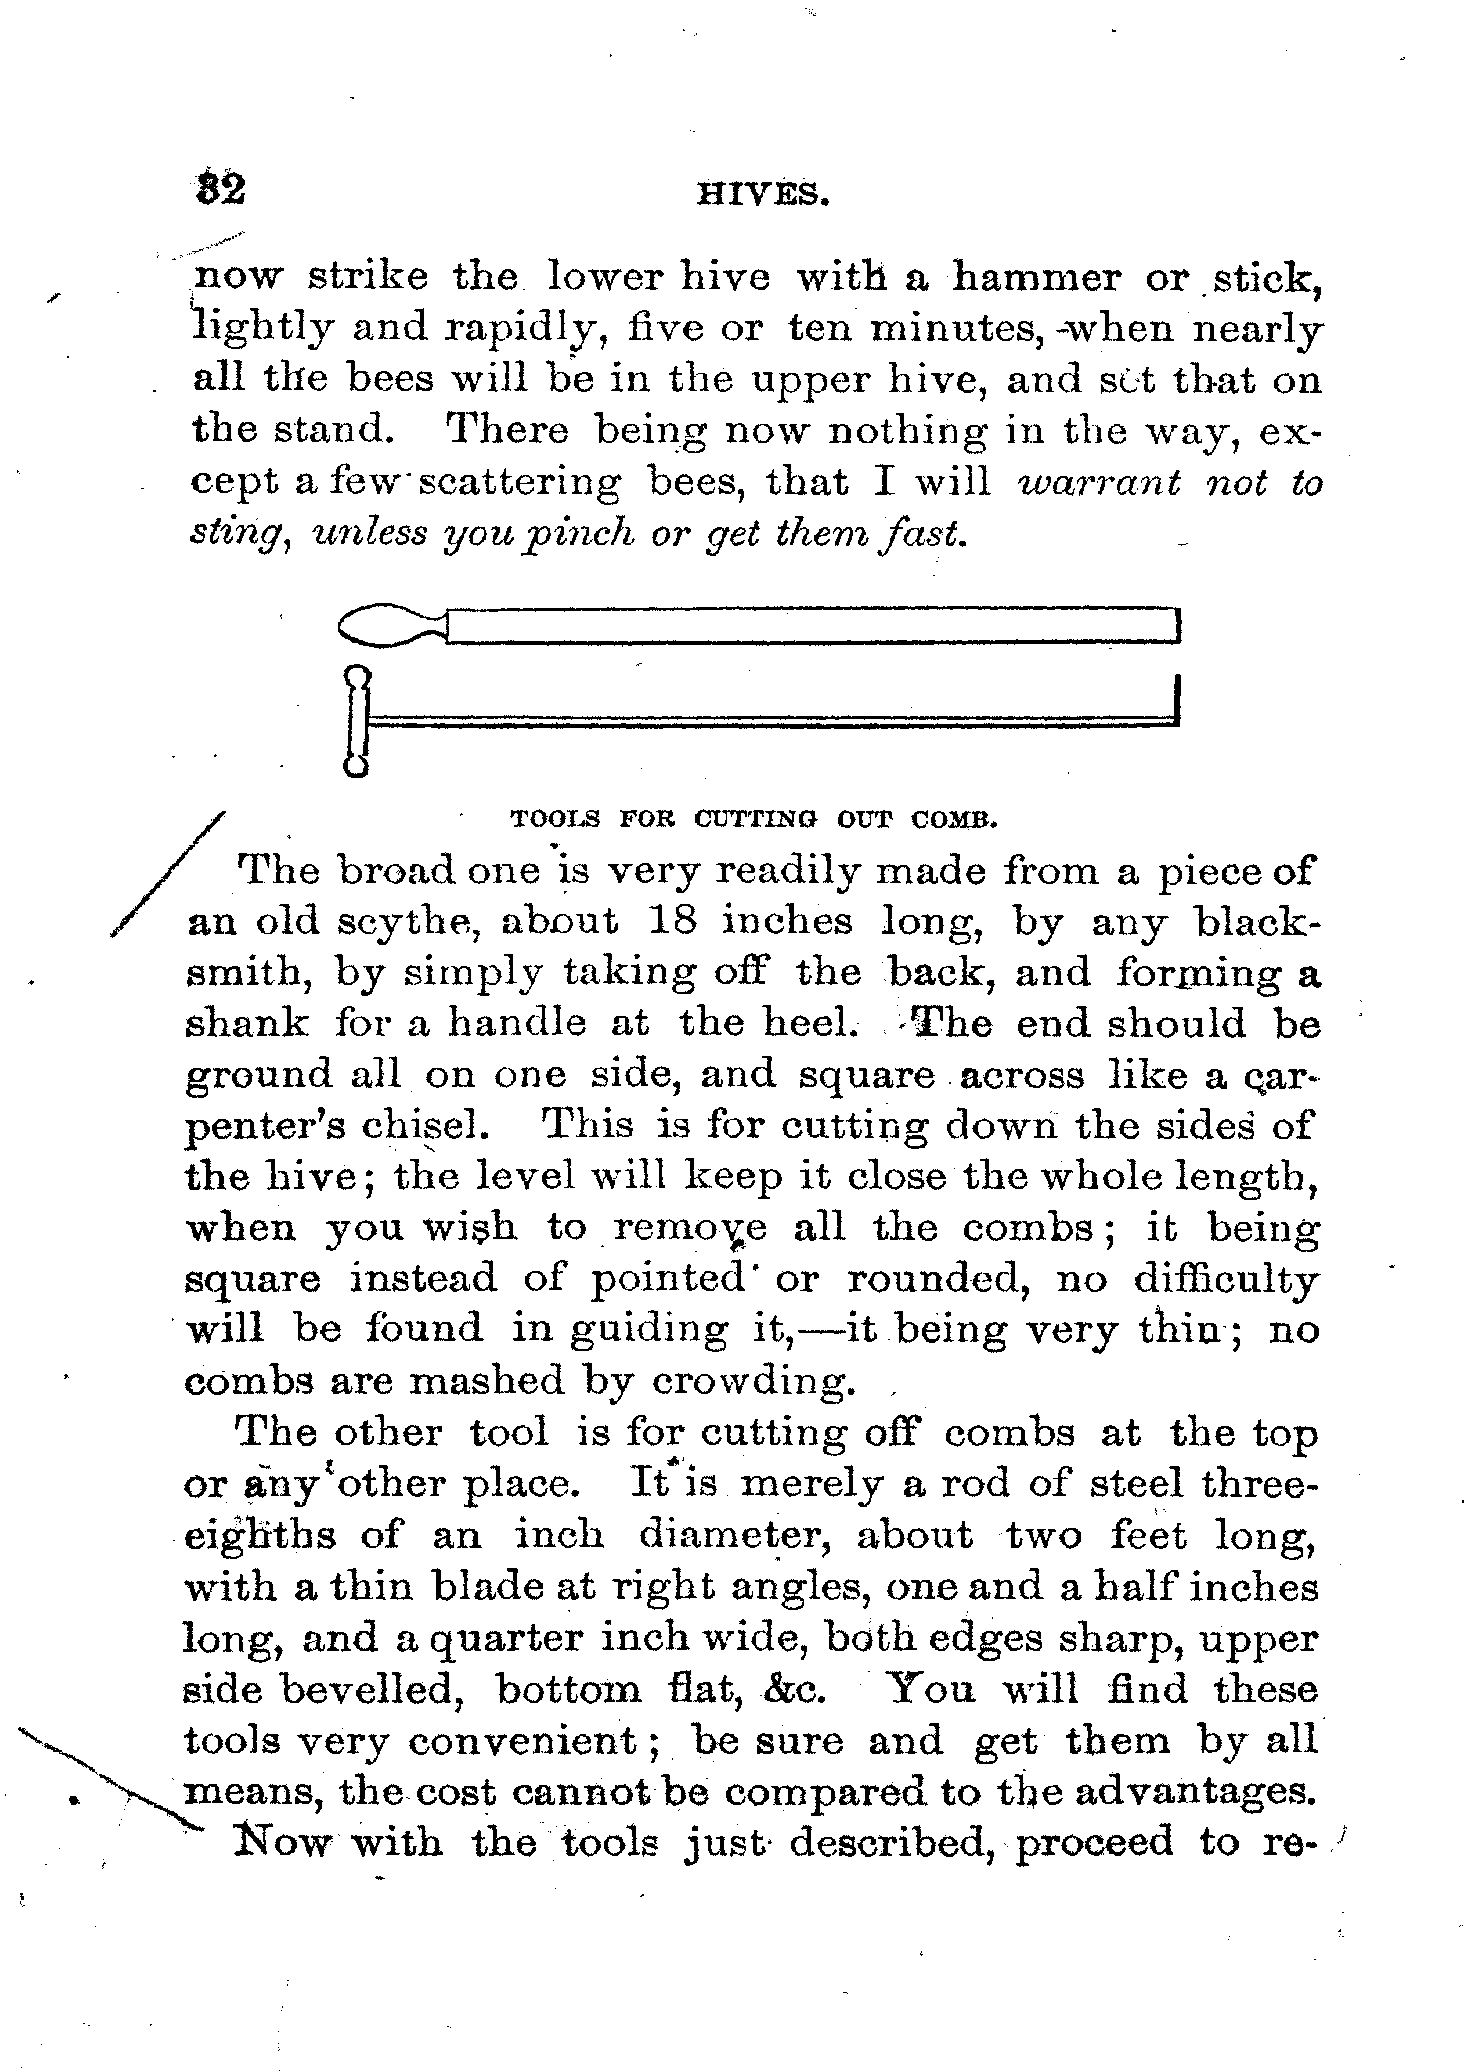 32 HIVES.
now strike the lower hive with a hammer or stick,
lightly and rapidly, five or ten minutes, when nearly
all the bees will be in the upper hive, and set that on
the stand. There being now nothing in the way, ex-
cept a few scattering bees, that I will warrant not to
sting, unless you pinch or get them fast.
TOOLS FOR CUTTING OUT COMB.
The broad one is very readily made from a piece of
an old scythe, about 18 inches long, by any black-
smith, by simply taking off the back, and forming a
shank for a handle at the heel. The end should be
ground all on one side, and square across like a car-
penter's chisel. This is for cutting down the sides of
the hive; the level will keep it close the whole length,
when you wish to remove all the combs; it being
square instead of pointed or rounded, no difficulty
will be found in guiding it,—it being very thin; no
combs are mashed by crowding.
The other tool is for cutting off combs at the top
or any other place. It is merely a rod of steel three-
eighths of an inch diameter, about two feet long,
with a thin blade at right angles, one and a half inches
long, and a quarter inch wide, both edges sharp, upper
side bevelled, bottom flat, &c. You will find these
tools very convenient; be sure and get them by all
means, the cost cannot be compared to the advantages.
Now with the tools just described, proceed to re-